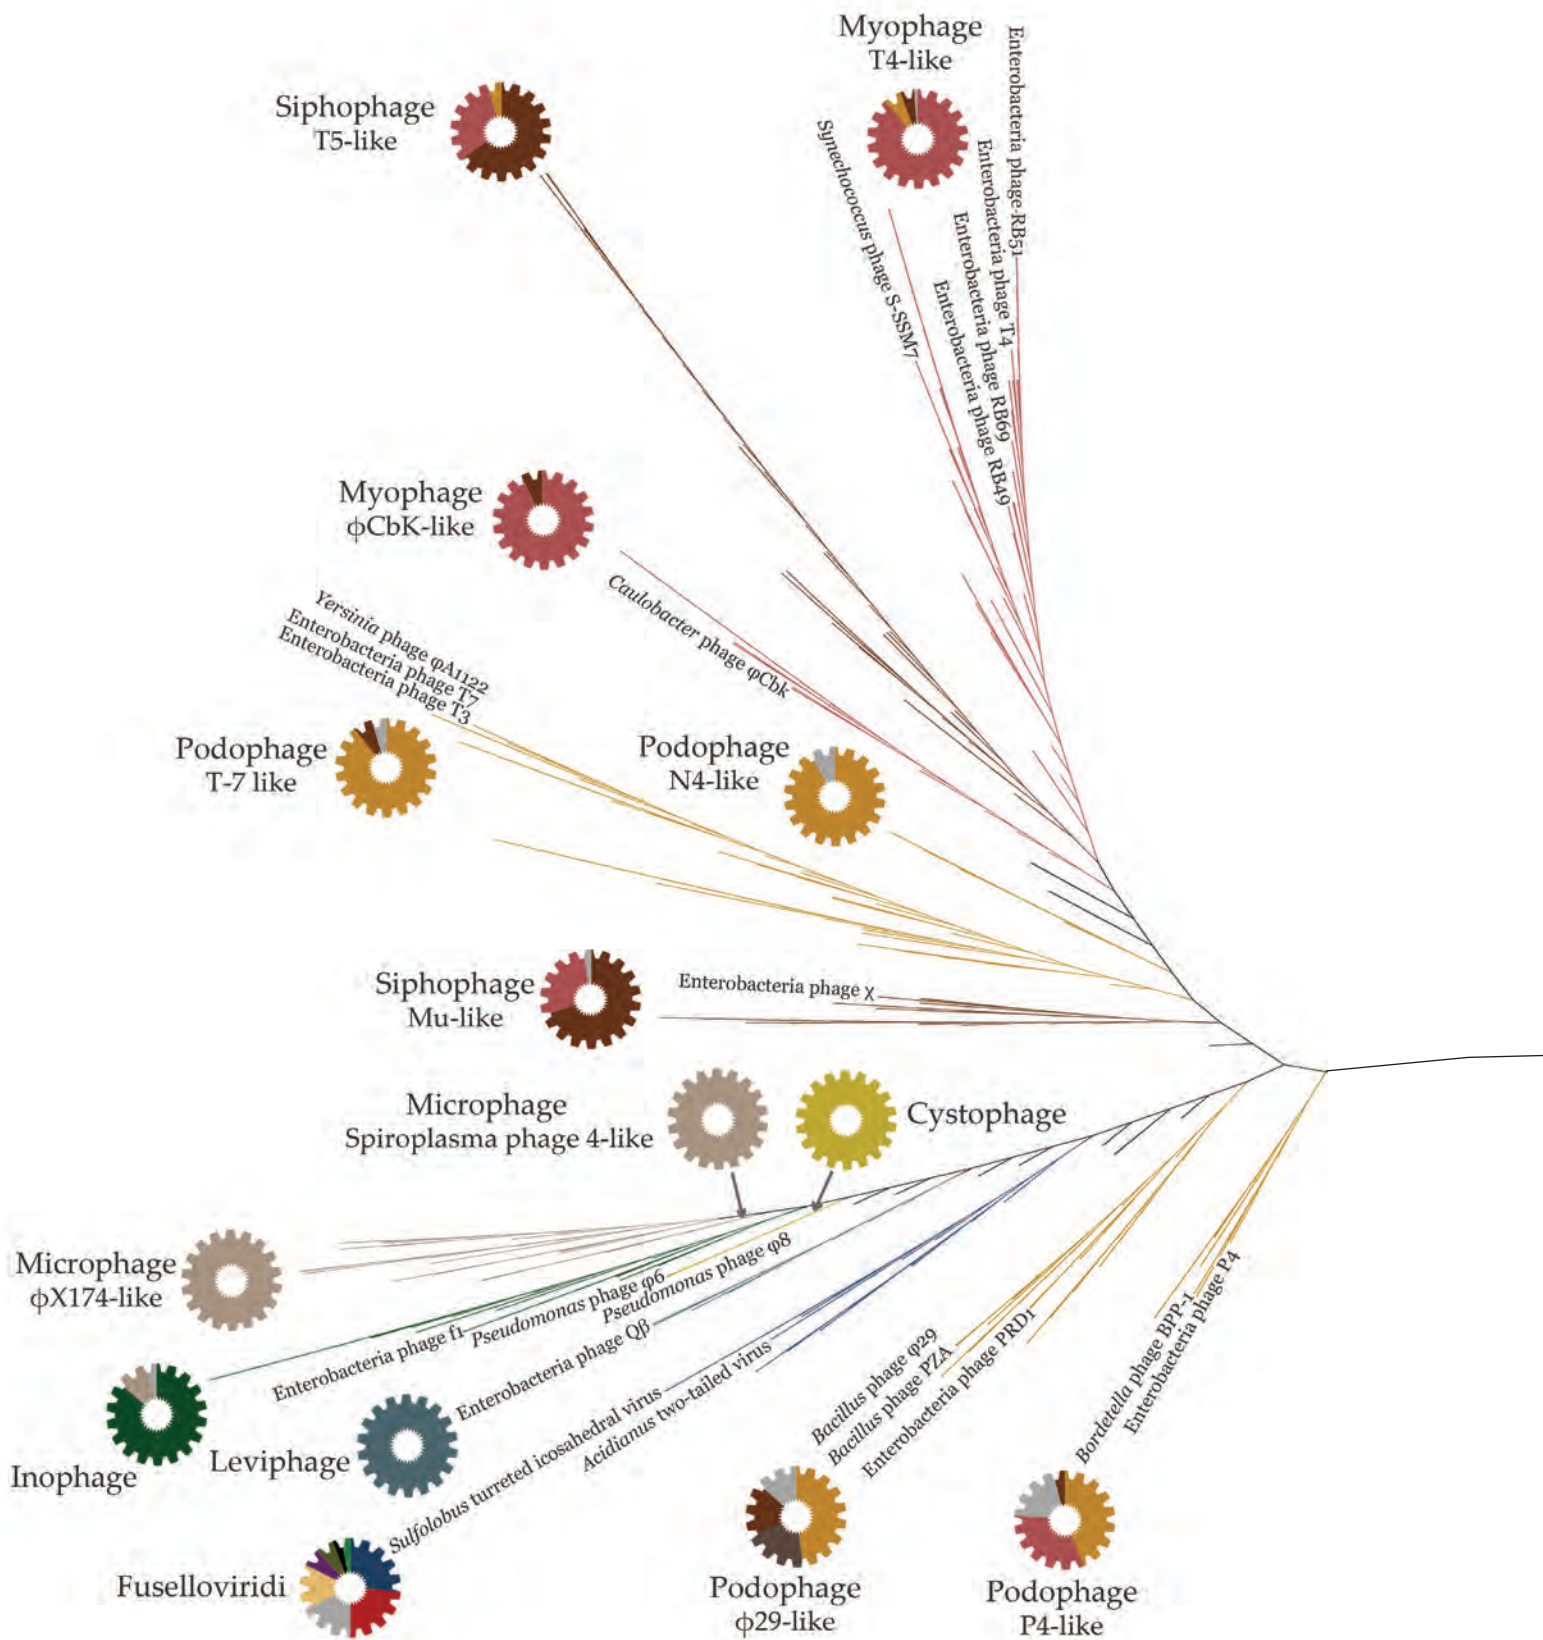 Myophage
T4-like
Siphophage
T5-like
Enterobacteria phage-RB51
Enterobacteria phage T4
Enterobacteria phage RB69
Enterobacteria phage RB49
Synechococcus phage S-SSM7
Myophage
ϕCbK-like
Caulobacter phage φCbk
Yersinia phage φA1122
Enterobacteria phage T7
Enterobacteria phage T3
Podophage
T-7 like
Podophage
N4-like
Siphophage
Mu-like
Enterobacteria phage χ
Microphage
Spiroplasma phage 4-like
Cystophage
Microphage
ϕX174-like
Pseudomonas phage φ8
Pseudomonas phage φ6
Enterobacteria phage f1
Enterobacteria phage Qβ
Inophage
Leviphage
Sulfolobus turreted icosahedral virus
Acidianus two-tailed virus
Fuselloviridi
Bacillus phage φ29
Bacillus phage PZA
Enterobacteria phage PRD1
Podophage
ϕ29-like
Bordetella phage BPP-1
Enterobacteria phage P4
Podophage
P4-like